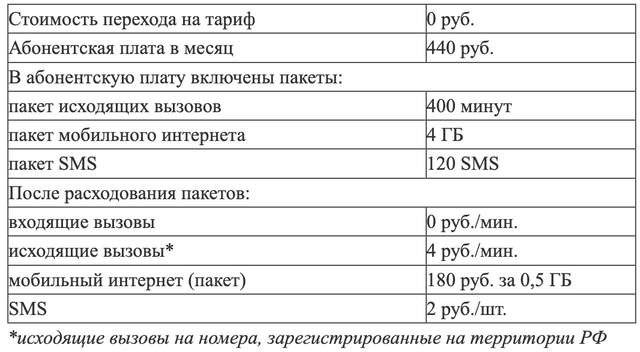 Стоимость перехода на тариф 0 руб.
Абонентская плата в месяц 440 руб.
В абонентскую плату включены пакеты:
пакет исходящих вызовов 400 минут
пакет мобильного интернета 4 ГБ
пакет SMS 120 SMS
После расходования пакетов:
входящие вызовы 0 руб./мин.
исходящие вызовы* 4 руб./мин.
мобильный интернет (пакет) 180 руб. за 0,5 ГБ
SMS 2 руб./шт.
*исходящие вызовы на номера, зарегистрированные на территории РФ